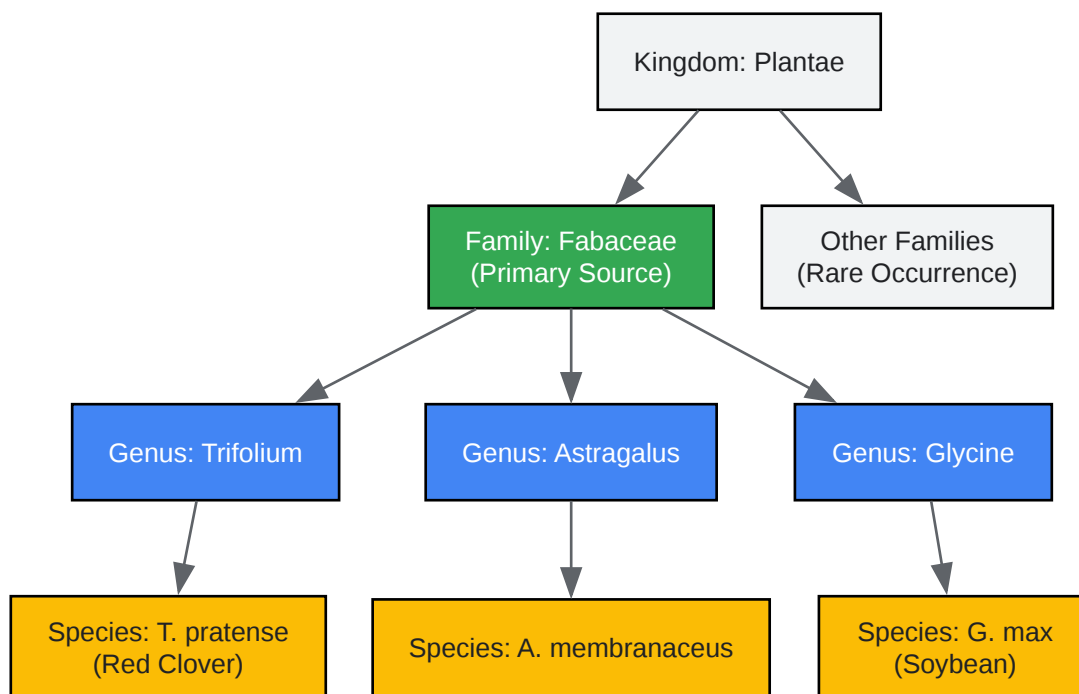 Kingdom: Plantae
Family: Fabaceae
(Primary Source)
Other Families
(Rare Occurrence)
Genus: Trifolium
Genus: Astragalus
Genus: Glycine
Species: T. pratense
(Red Clover)
Species: A. membranaceus
Species: G. max
(Soybean)